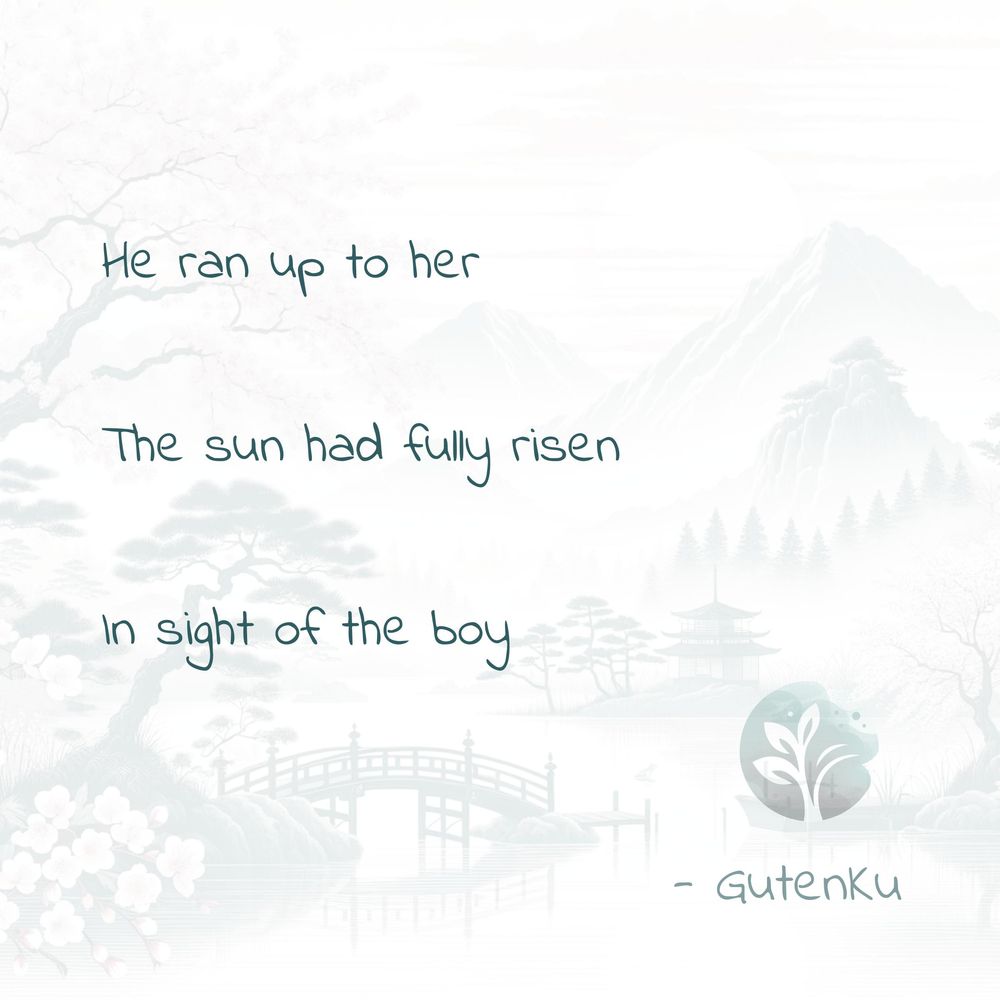 He ran up to her
The sun had fully risen
In sight of the boy
- GutenKu